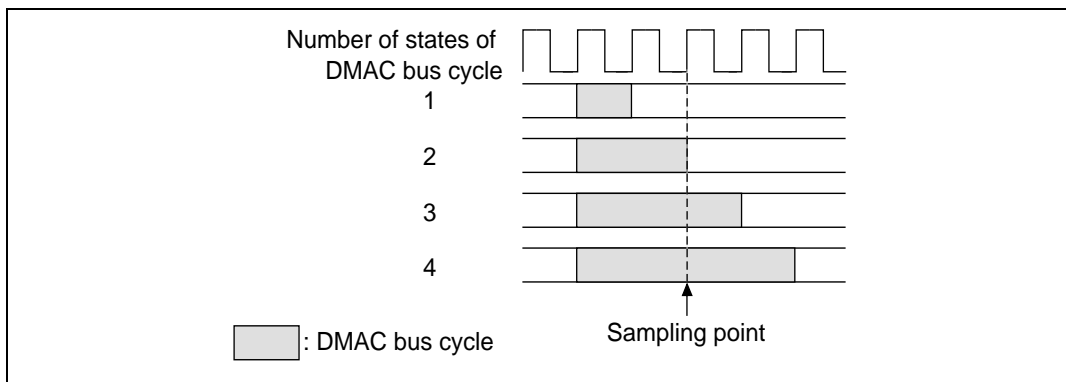 Number of states of
DMAC bus cycle
1
2
3
4
Sampling point
: DMAC bus cycle